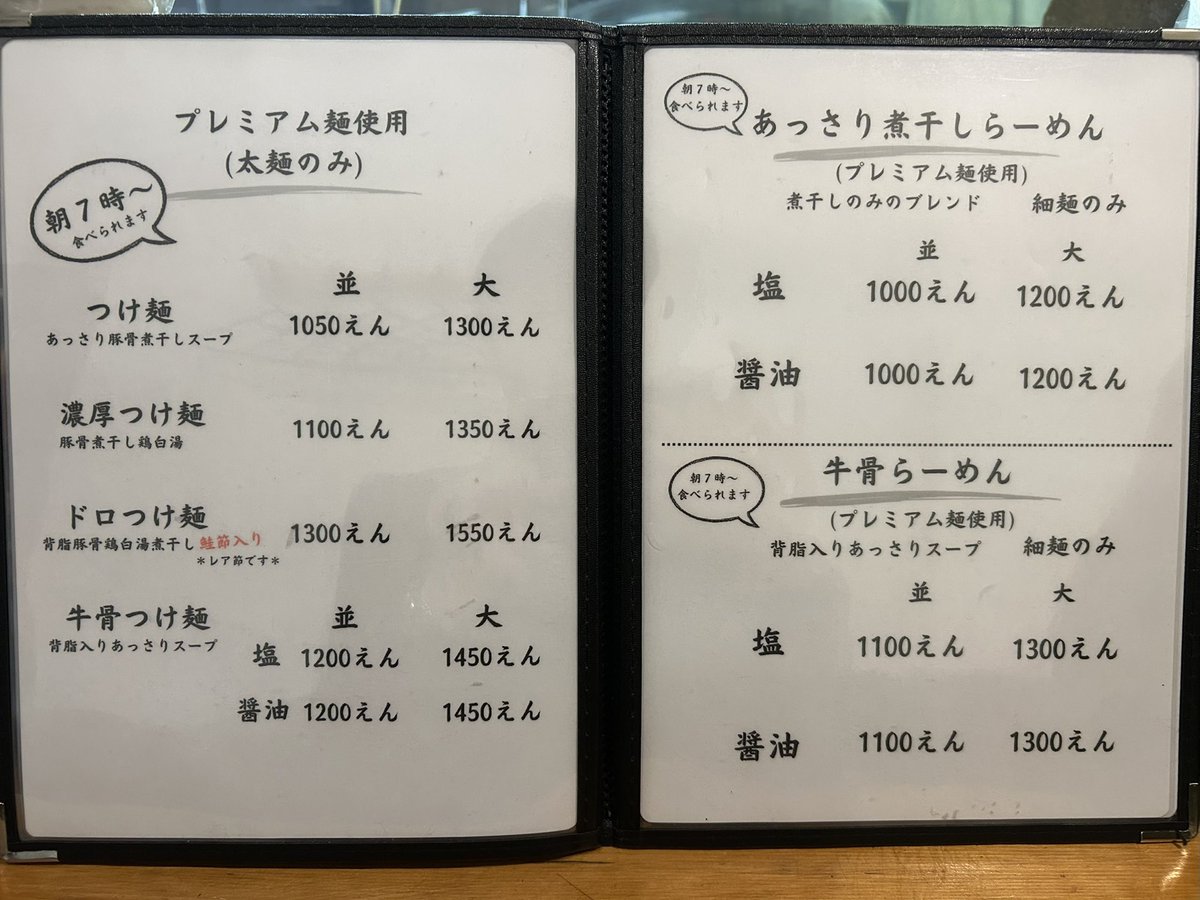 プレミアム麺使用
(太麺のみ)
朝7時～
食べられます
並 大
つけ麺 1050えん 1300えん
あっさり豚骨煮干しスープ
濃厚つけ麺 1100えん 1350えん
豚骨煮干し鶏白湯
ドロつけ麺 1300えん 1550えん
背脂豚骨鶏白湯煮干し 鮭節入り
＊レア節です＊
牛骨つけ麺 並 大
背脂入りあっさりスープ
塩 1200えん 1450えん
醤油 1200えん 1450えん
朝7時～
食べられます
あっさり煮干しらーめん
(プレミアム麺使用)
煮干しのみのブレンド 細麺のみ
並 大
塩 1000えん 1200えん
醤油 1000えん 1200えん
朝7時～
食べられます
牛骨らーめん
(プレミアム麺使用)
背脂入りあっさりスープ 細麺のみ
並 大
塩 1100えん 1300えん
醤油 1100えん 1300えん